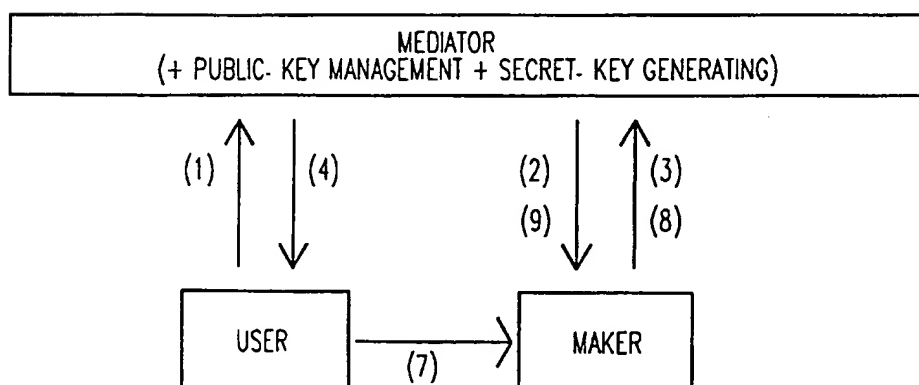 MEDIATOR
(+ PUBLIC- KEY MANAGEMENT + SECRET- KEY GENERATING)
(1)
(4)
(2)
(3)
(9)
(8)
USER
(7)
MAKER